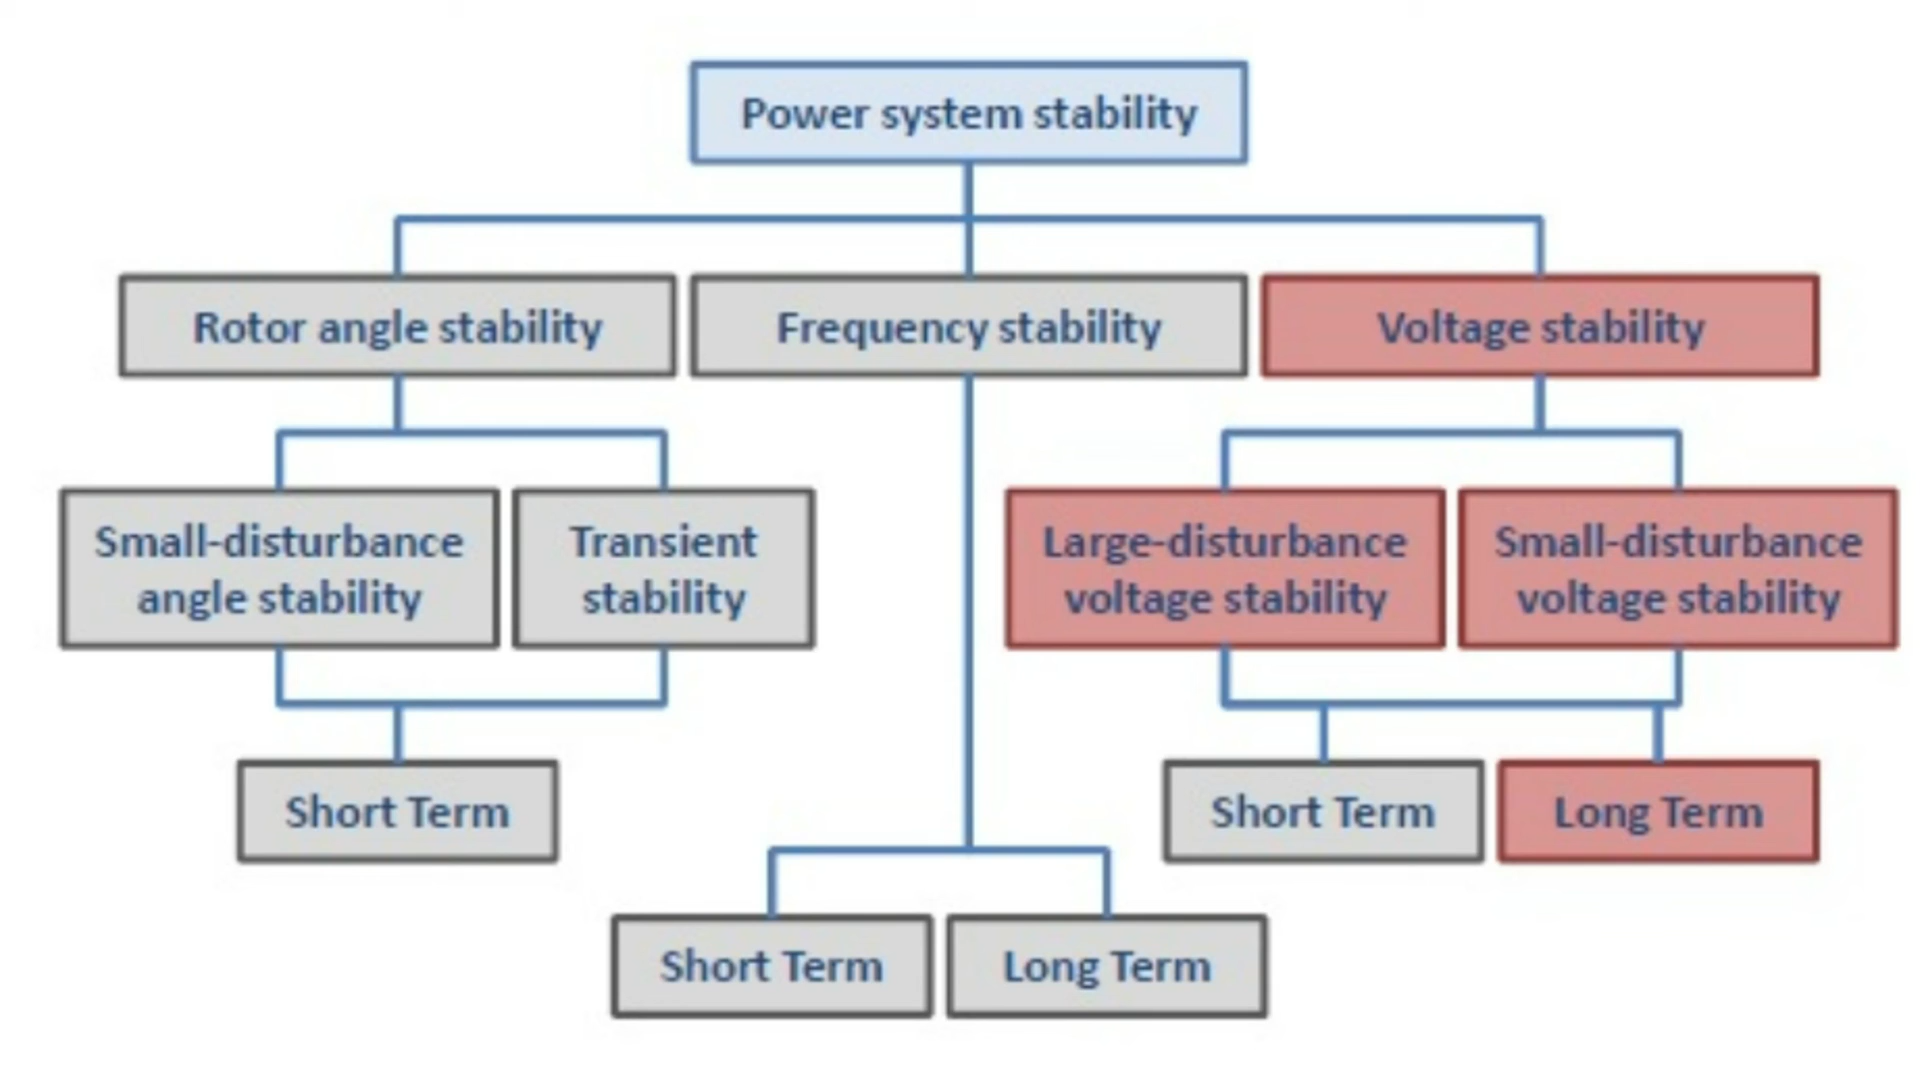 Power system stability
Rotor angle stability
Frequency stability
Voltage stability
Small-disturbance
angle stability
Transient
stability
Large-disturbance
voltage stability
Small-disturbance
voltage stability
Short Term
Short Term
Long Term
Short Term
Long Term